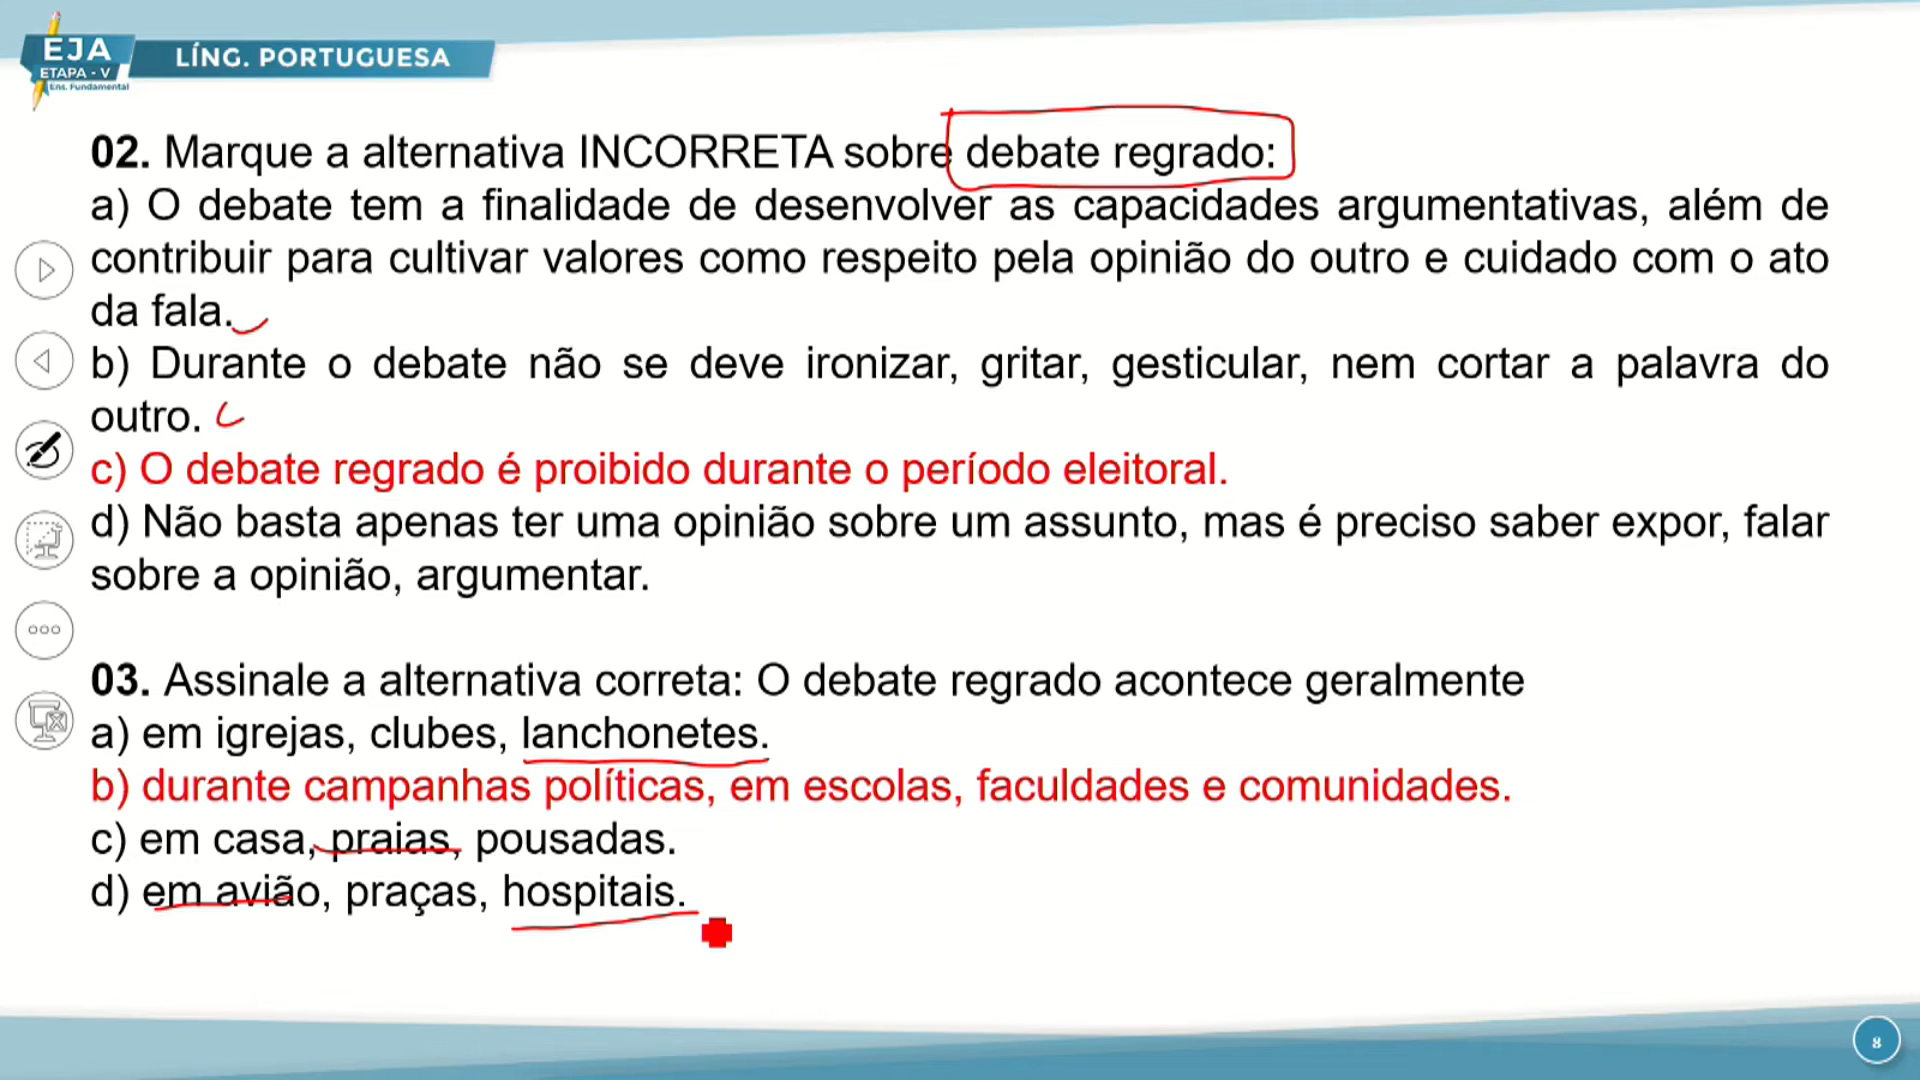 EJA
ETAPA - V
Ens. Fundamental
LÍNG. PORTUGUESA
02. Marque a alternativa INCORRETA sobre debate regrado:
a) O debate tem a finalidade de desenvolver as capacidades argumentativas, além de
contribuir para cultivar valores como respeito pela opinião do outro e cuidado com o ato
da fala.
b) Durante o debate não se deve ironizar, gritar, gesticular, nem cortar a palavra do
outro.
c) O debate regrado é proibido durante o período eleitoral.
d) Não basta apenas ter uma opinião sobre um assunto, mas é preciso saber expor, falar
sobre a opinião, argumentar.
03. Assinale a alternativa correta: O debate regrado acontece geralmente
a) em igrejas, clubes, lanchonetes.
b) durante campanhas políticas, em escolas, faculdades e comunidades.
c) em casa, praias, pousadas.
d) em avião, praças, hospitais.
8